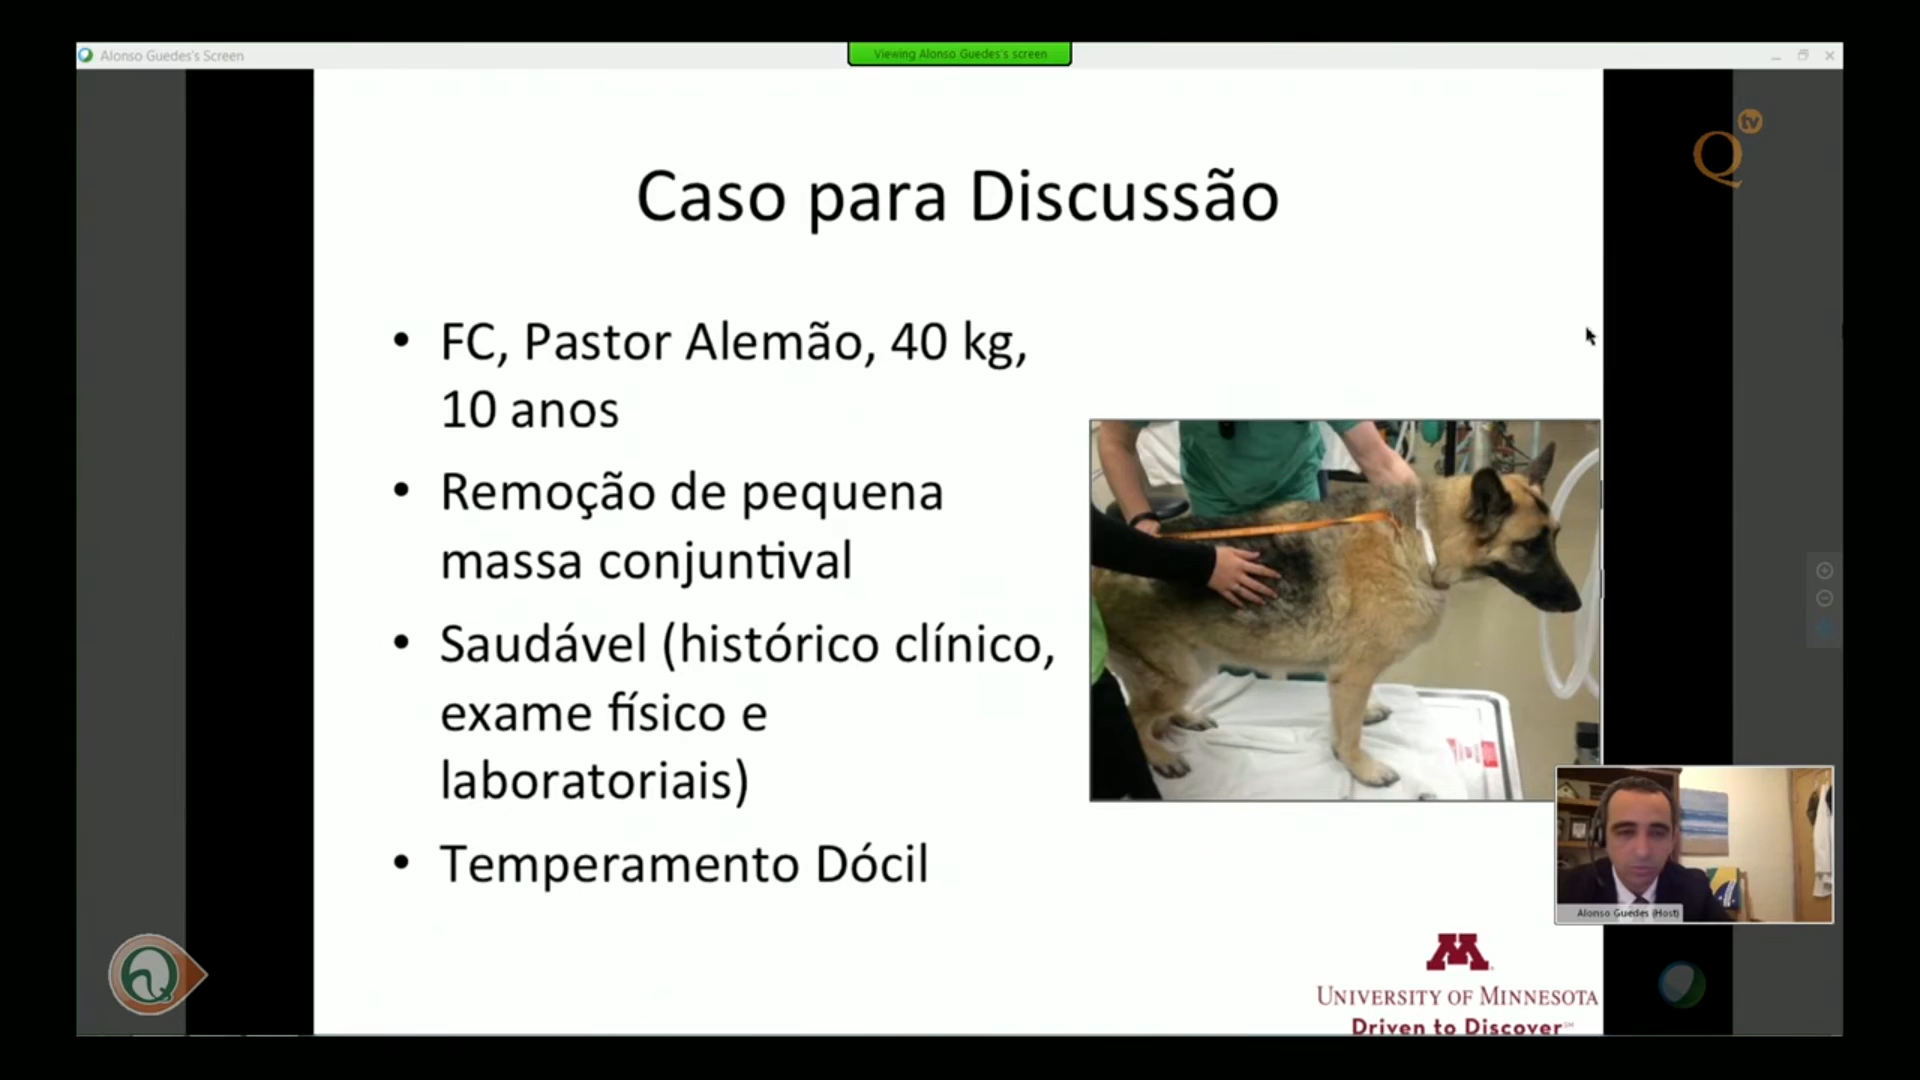 Alonso Guedes's Screen
Viewing Alonso Guedes's screen
tv
Q
Caso para Discussão
• FC, Pastor Alemão, 40 kg,
10 anos
• Remoção de pequena
massa conjuntival
• Saudável (histórico clínico,
exame físico e
laboratoriais)
• Temperamento Dócil
Alonso Guedes (Host)
M
UNIVERSITY OF MINNESOTA
Driven to Discover℠